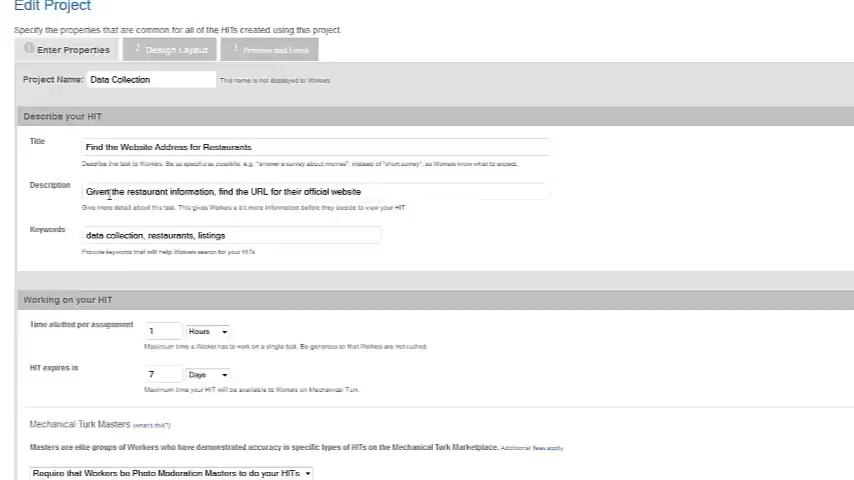 Edit Project
Specify the properties that are common for all of the HITs created using this project.
1 Enter Properties
2 Design Layout
3 Preview and Finish
Project Name: Data Collection This name is not displayed to Workers.
Describe your HIT
Title
Find the Website Address for Restaurants
Describe the task to Workers. Be as specific as possible, e.g. "answer a survey about movies", instead of "short survey", so Workers know what to expect.
Description
Given the restaurant information, find the URL for their official website
Give more detail about this task. This gives Workers a bit more information before they decide to view your HIT.
Keywords
data collection, restaurants, listings
Provide keywords that will help Workers search for your HITs.
Working on your HIT
Time allotted per assignment
1 Hours
Maximum time a Worker has to work on a single task. Be generous so that Workers are not rushed.
HIT expires in
7 Days
Maximum time your HIT will be available to Workers on Mechanical Turk.
Mechanical Turk Masters (what's this?)
Masters are elite groups of Workers who have demonstrated accuracy in specific types of HITs on the Mechanical Turk Marketplace. Additional fees apply
Require that Workers be Photo Moderation Masters to do your HITs